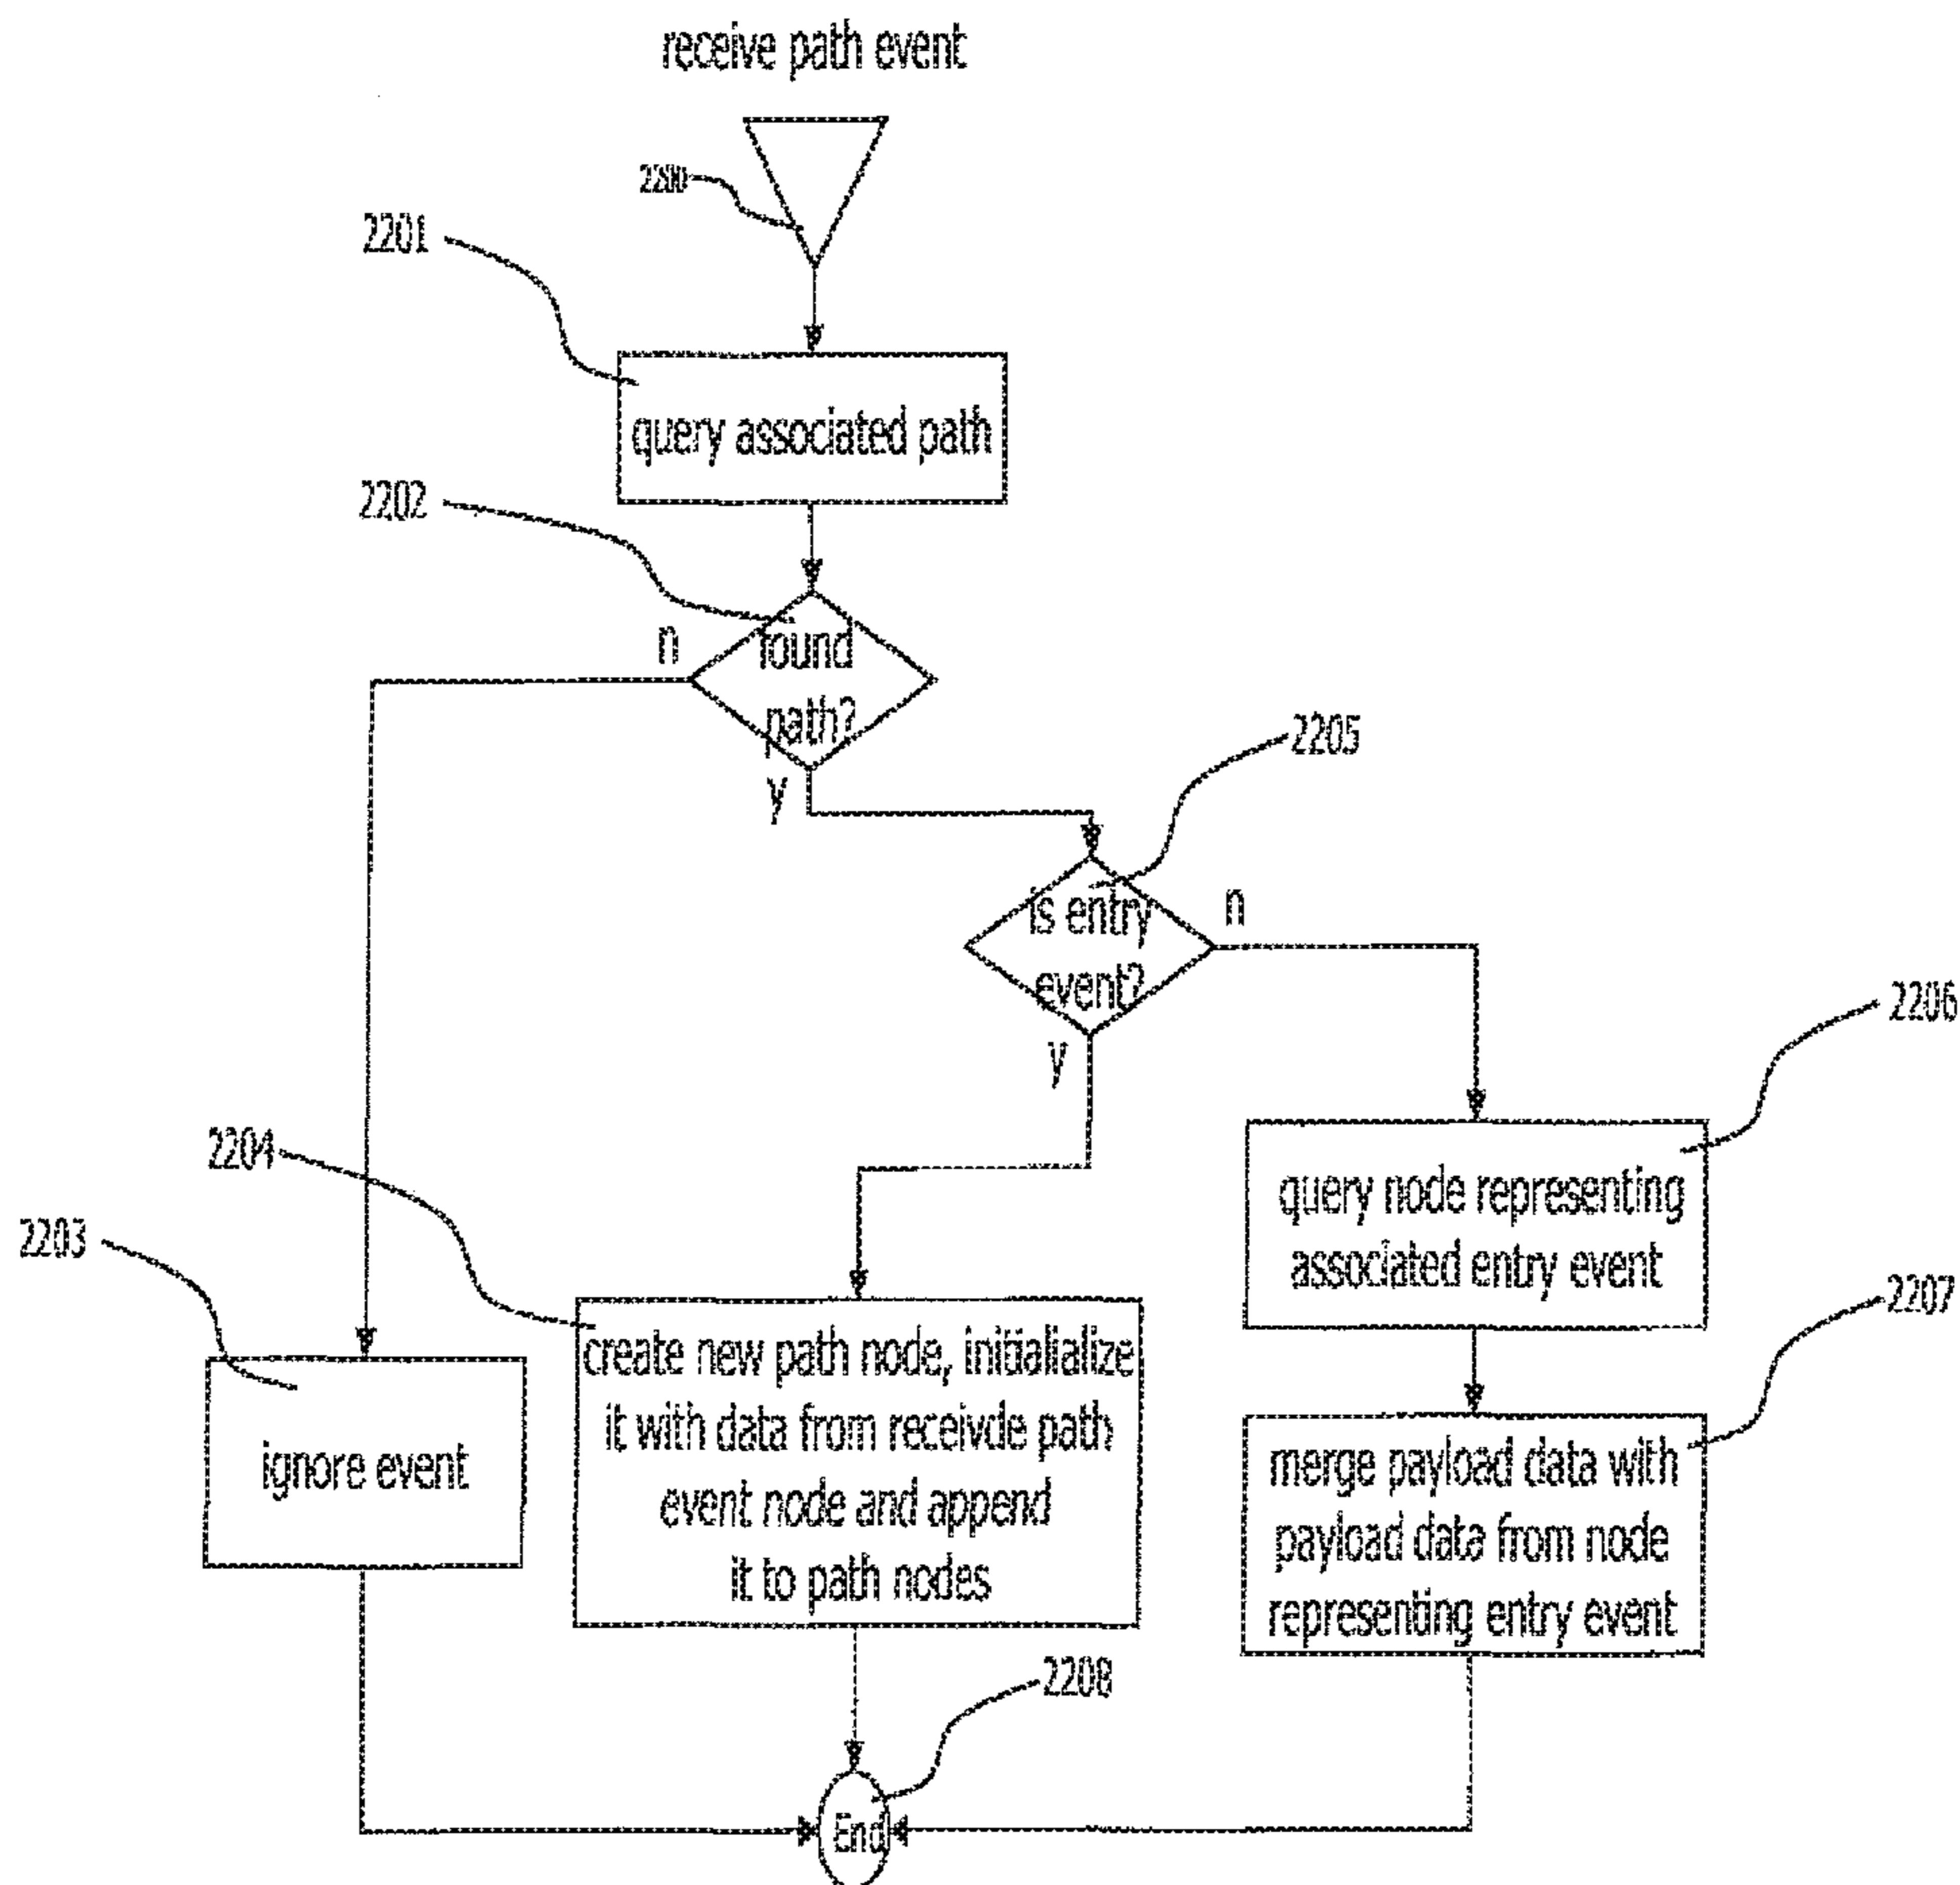 receive path event
2200
2201
query associated path
2202
n
found
path?
y
2205
is entry
event?
n
y
2206
query node representing
associated entry event
2204
2203
2207
create new path node, initialialize
it with data from receivde path
event node and append
it to path nodes
ignore event
merge payload data with
payload data from node
representing entry event
2208
End